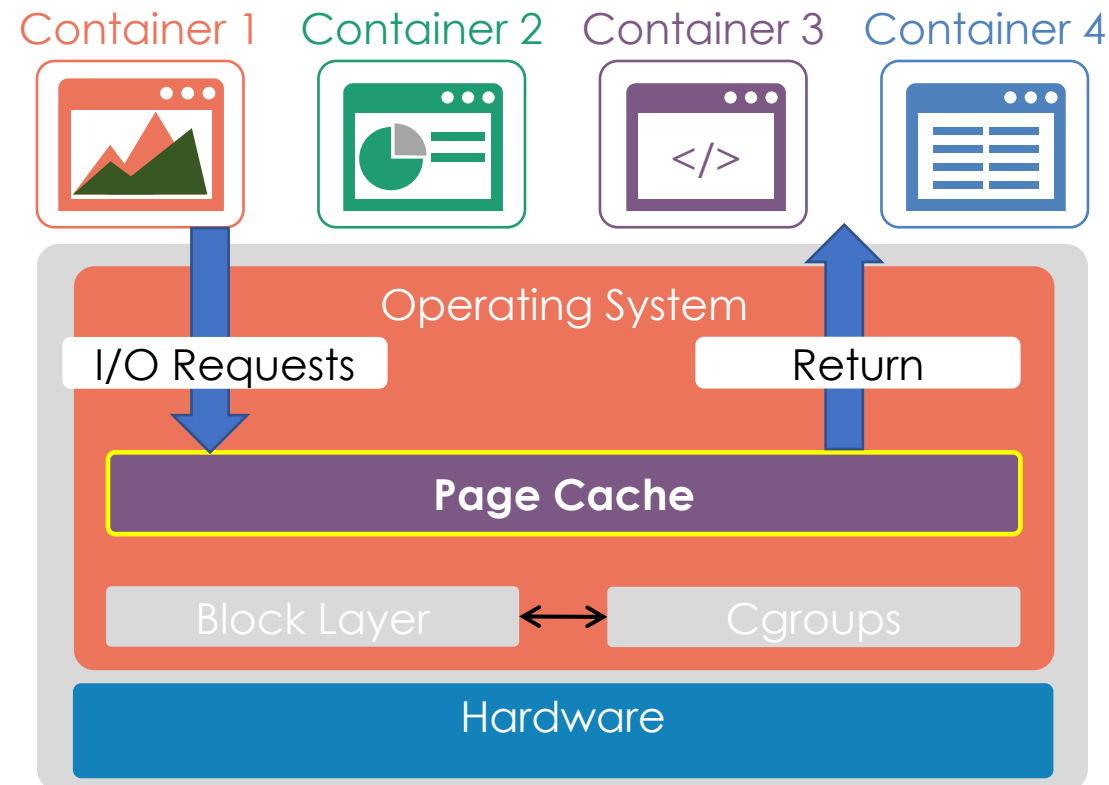 Container 1
Container 2
Container 3
Container 4
</>
Operating System
I/O Requests
Return
Page Cache
Block Layer
Cgroups
Hardware